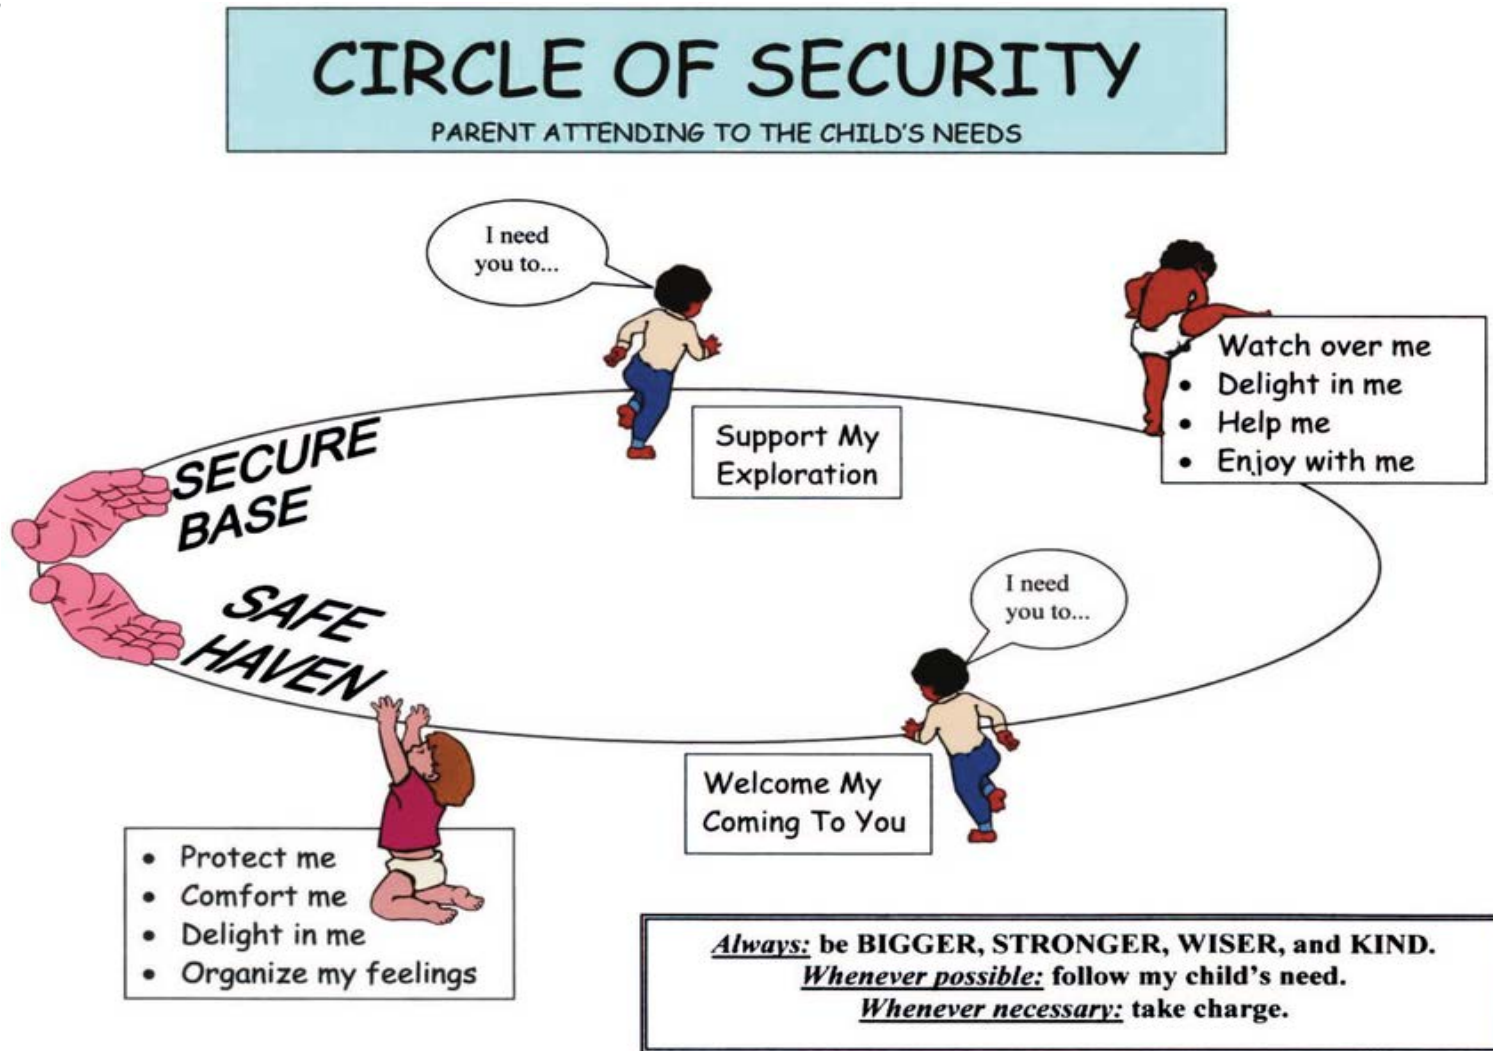 CIRCLE OF SECURITY
PARENT ATTENDING TO THE CHILD'S NEEDS
I need
you to...
• Watch over me
• Delight in me
• Help me
• Enjoy with me
Support My
Exploration
SECURE
BASE
SAFE
HAVEN
I need
you to...
Welcome My
Coming To You
• Protect me
• Comfort me
• Delight in me
• Organize my feelings
Always: be BIGGER, STRONGER, WISER, and KIND.
Whenever possible: follow my child's need.
Whenever necessary: take charge.